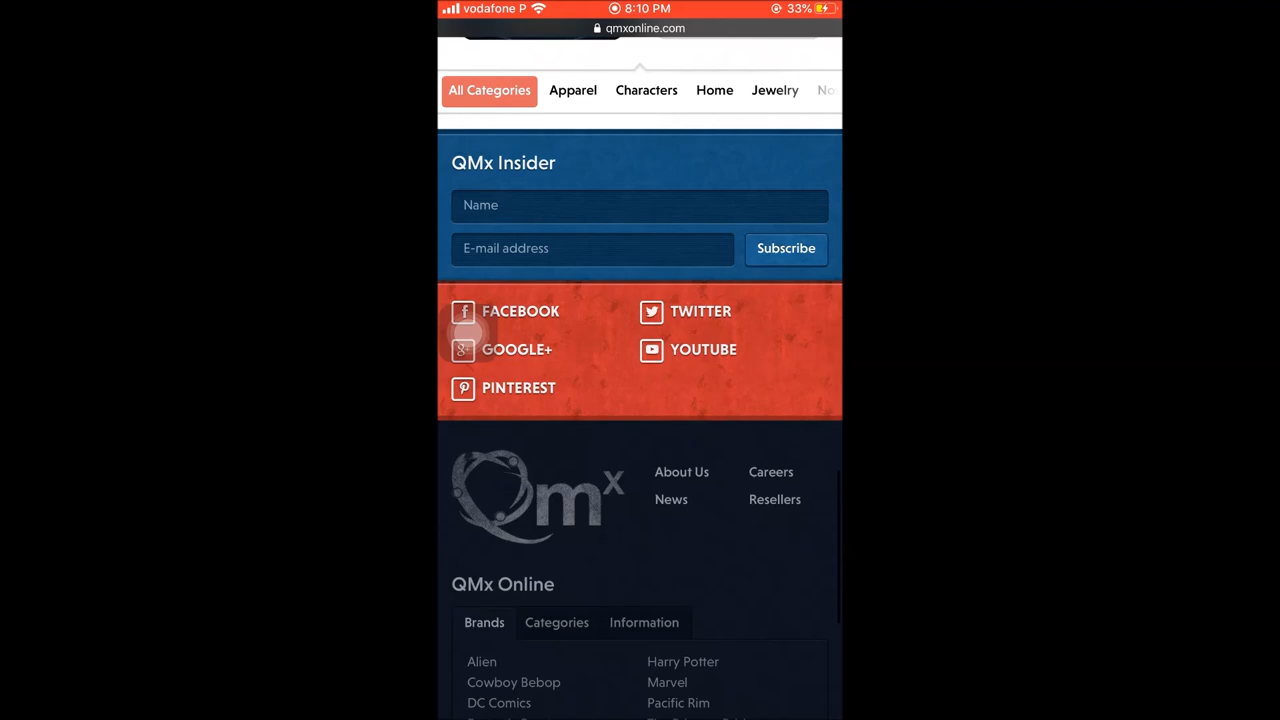 vodafone P 8:10 PM 33%
qmxonline.com
All Categories Apparel Characters Home Jewelry
QMx Insider
Name
E-mail address Subscribe
FACEBOOK TWITTER
GOOGLE+ YOUTUBE
PINTEREST
Qmx
About Us Careers
News Resellers
QMx Online
Brands Categories Information
Alien Harry Potter
Cowboy Bebop Marvel
DC Comics Pacific Rim